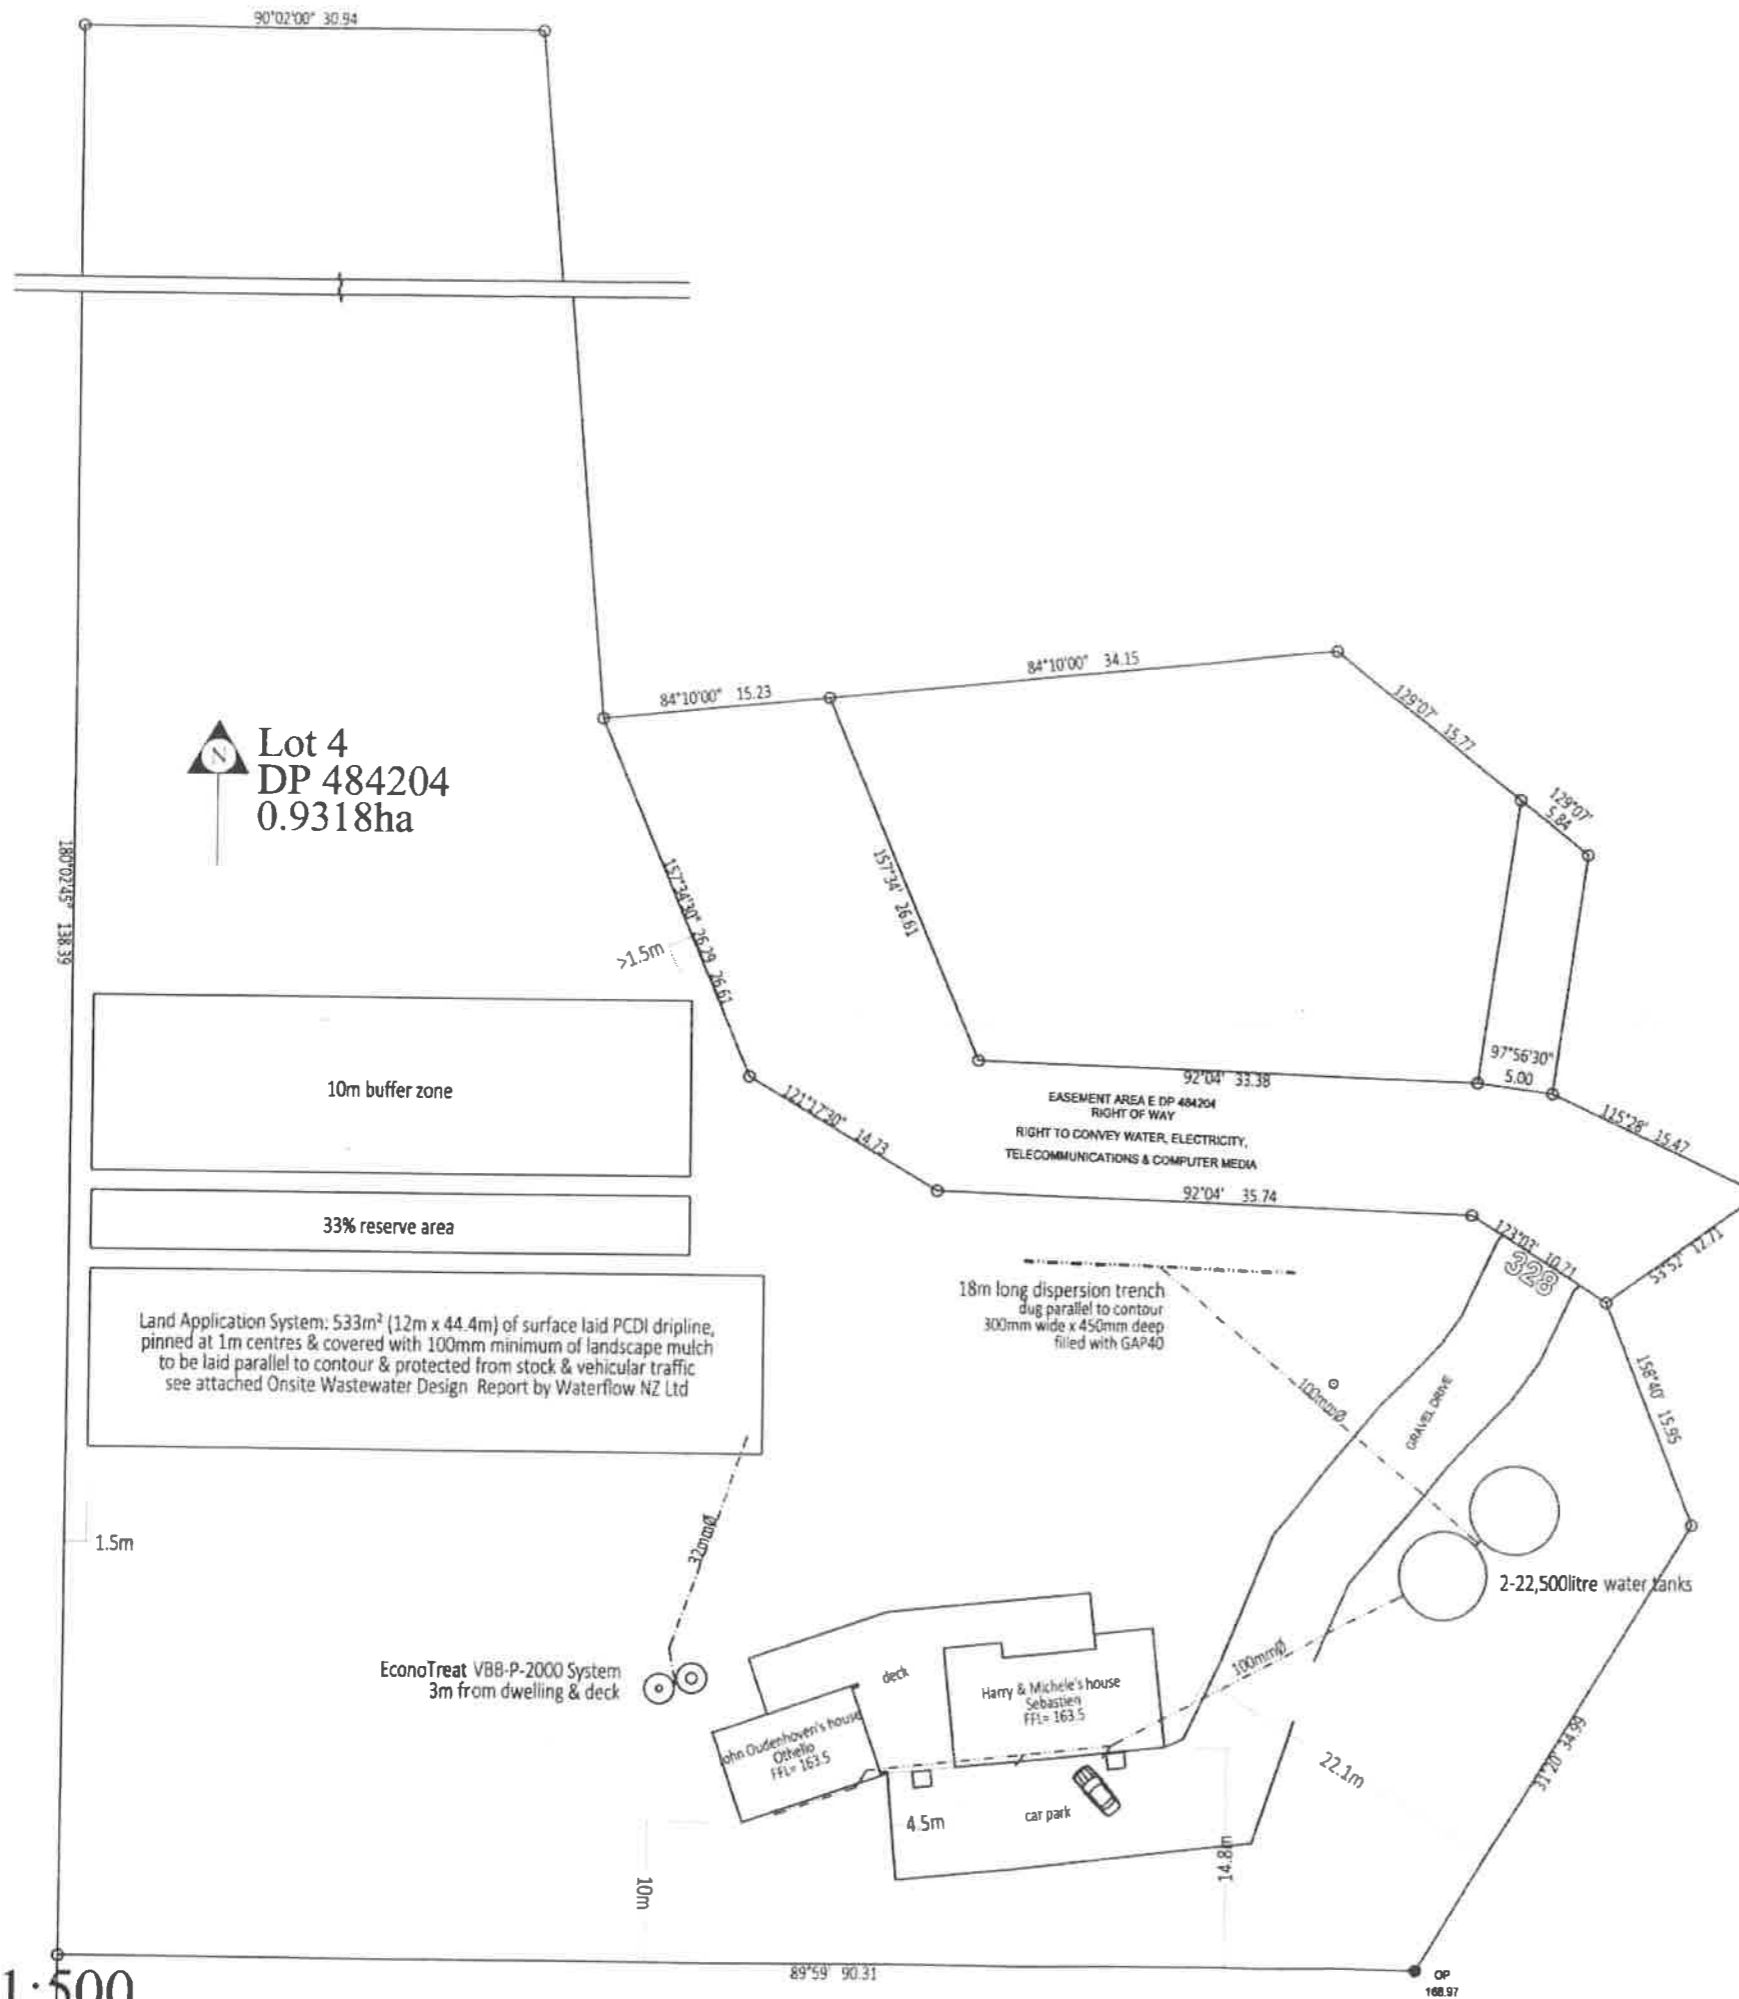 90°02'00" 30.94
84°10'00" 15.23
84°10'00" 34.15
129°07' 15.77
129°07'
5.84
N
Lot 4
DP 484204
0.9318ha
180°02'45" 138.39
157°34'30" 26.29 26.61
>1.5m
157°34' 26.61
97°56'30"
5.00
92°04' 33.38
EASEMENT AREA E DP 484204
RIGHT OF WAY
RIGHT TO CONVEY WATER, ELECTRICITY,
TELECOMMUNICATIONS & COMPUTER MEDIA
115°28' 15.47
121°17'30" 14.73
92°04' 35.74
123°03' 10.71
328
53°52' 12.71
10m buffer zone
33% reserve area
Land Application System: 533m² (12m x 44.4m) of surface laid PCDI dripline,
pinned at 1m centres & covered with 100mm minimum of landscape mulch
to be laid parallel to contour & protected from stock & vehicular traffic
see attached Onsite Wastewater Design Report by Waterflow NZ Ltd
18m long dispersion trench
dug parallel to contour
300mm wide x 450mm deep
filled with GAP40
100mmØ
GRAVEL DRIVE
158°40' 15.95
1.5m
32mmØ
2-22,500litre water tanks
EconoTreat VBB-P-2000 System
3m from dwelling & deck
deck
Harry & Michele's house
Sebastien
FFL= 163.5
100mmØ
ohn Oudenhoven's house
Othello
FFL= 163.5
22.1m
31°20' 34.99
4.5m
car park
14.8m
10m
89°59' 90.31
OP
168.97
1:500